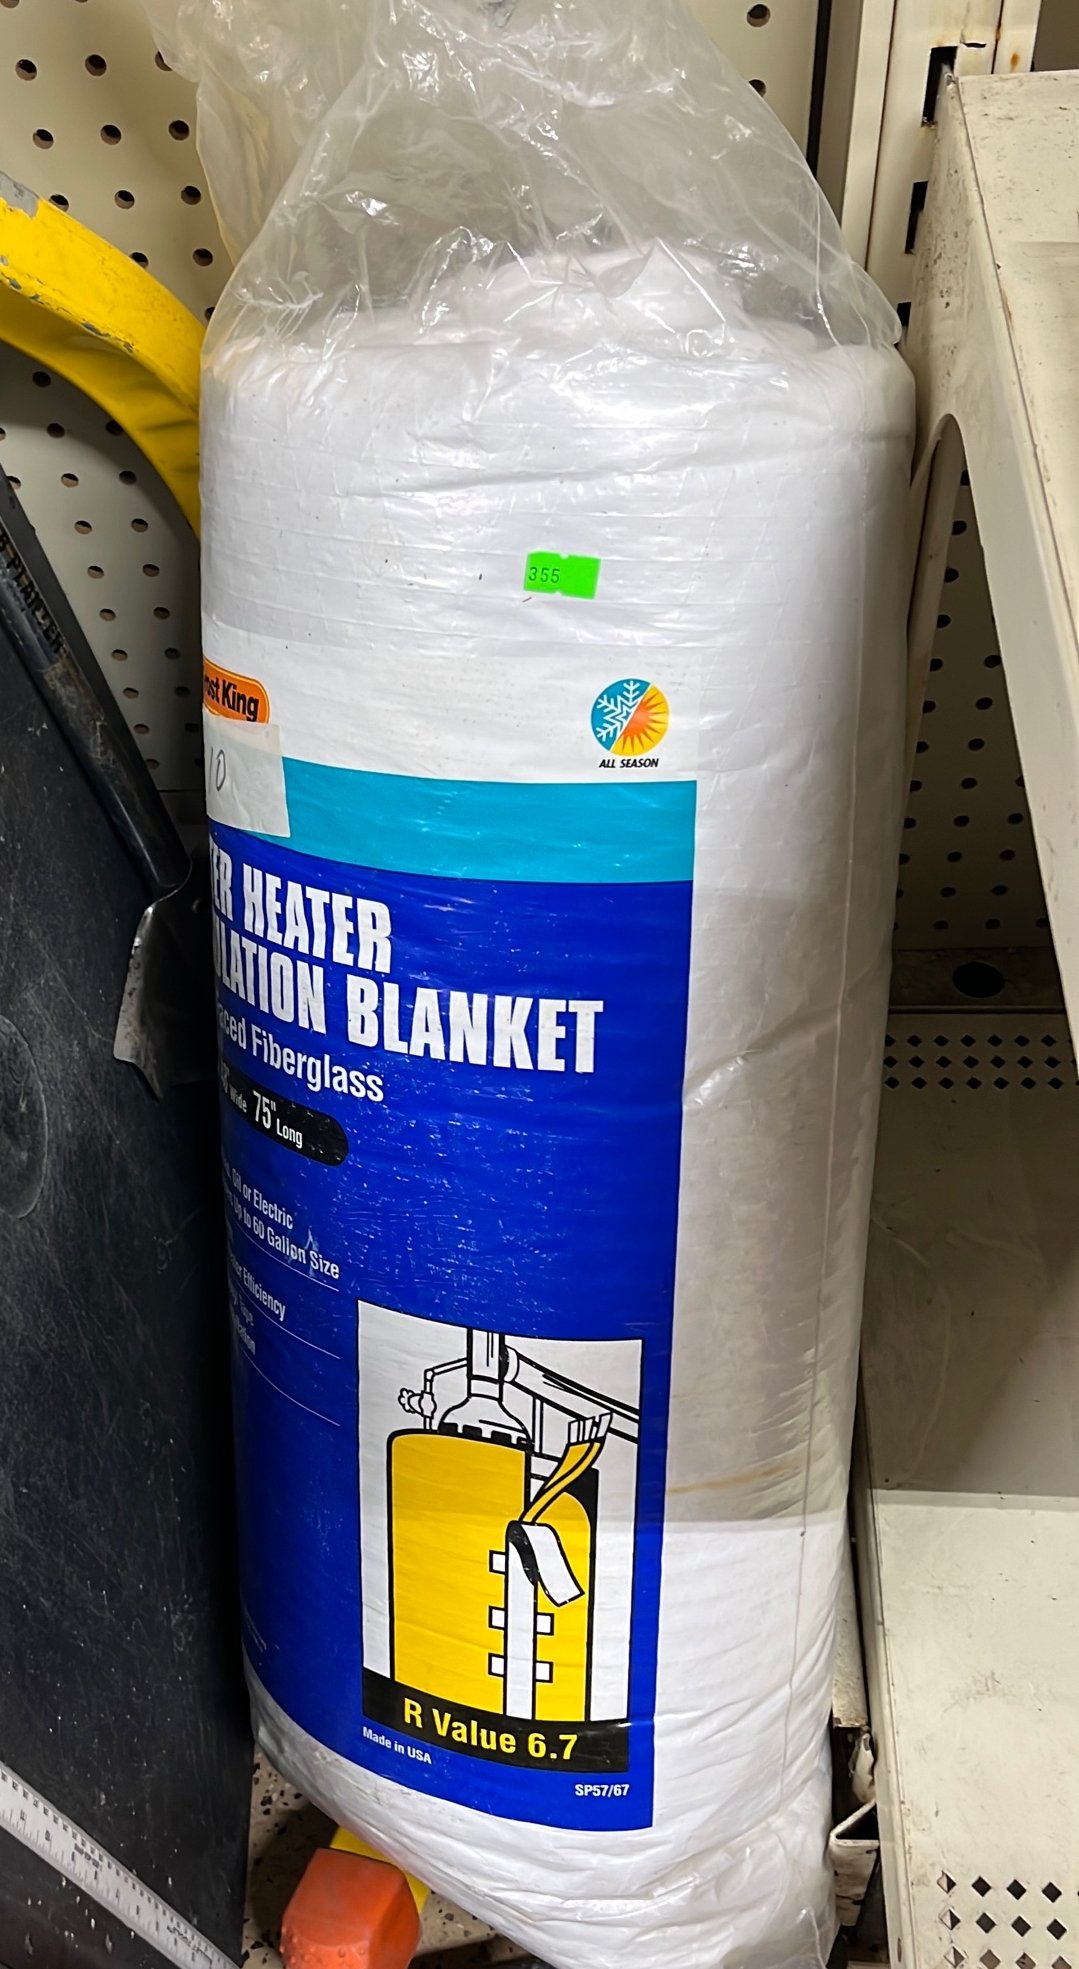 355
ost King
10
ALL SEASON
ER HEATER
LATION BLANKET
aced Fiberglass
Wide 75" Long
Oil or Electric
Up to 60 Gallon Size
Efficiency
R Value 6.7
Made in USA
SP57/67